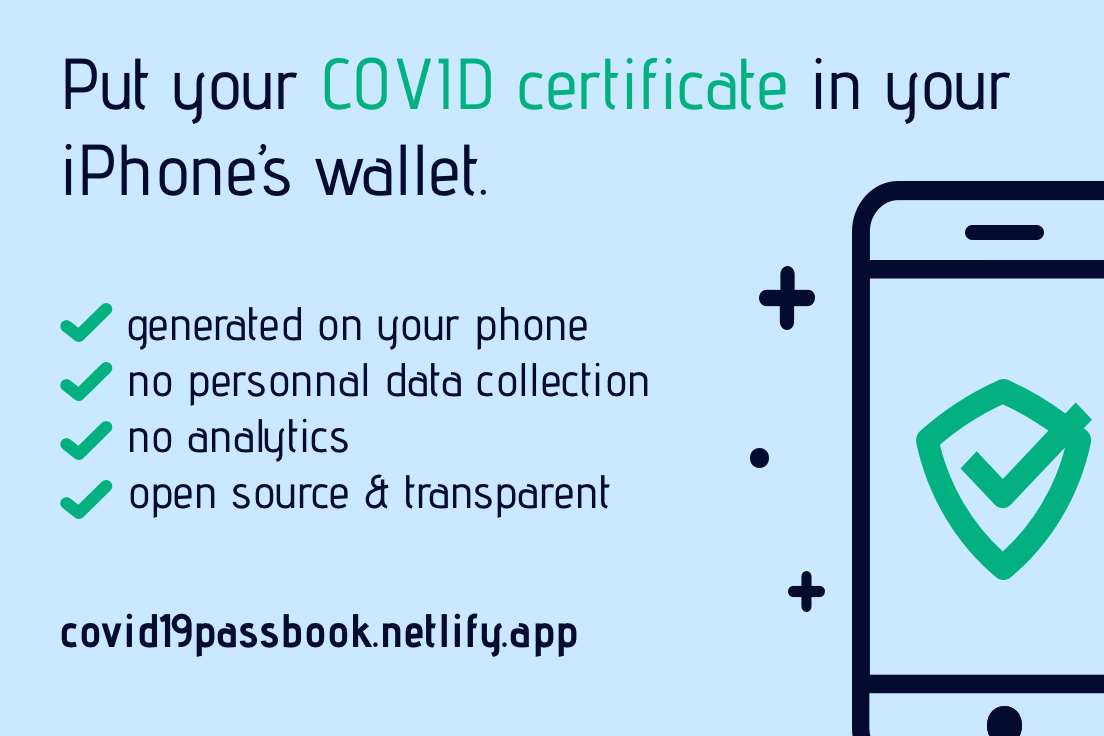 Put your COVID certificate in your
iPhone's wallet.
generated on your phone
no personnal data collection
no analytics
open source & transparent
covid19passbook.netlify.app